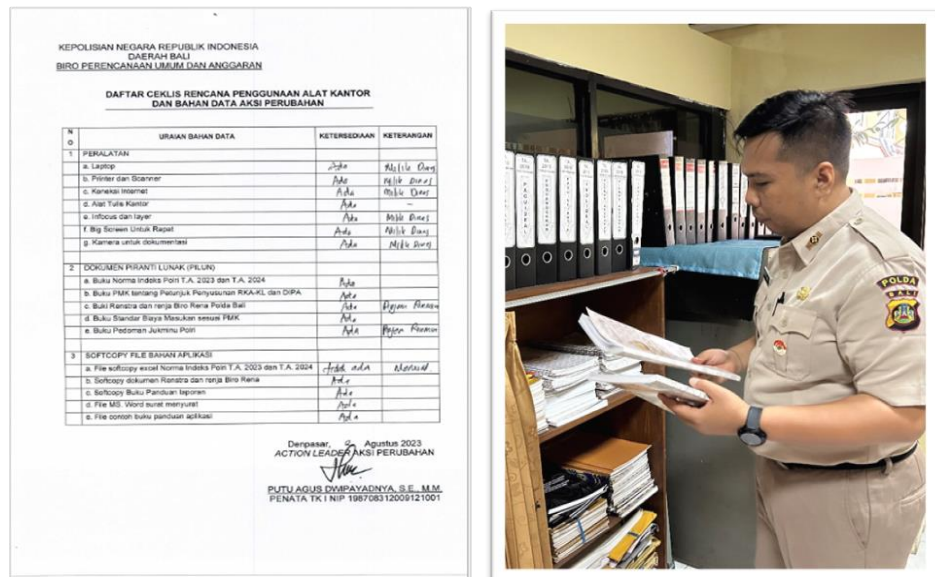 KEPOLISIAN NEGARA REPUBLIK INDONESIA
DAERAH BALI
BIRO PERENCANAAN UMUM DAN ANGGARAN
DAFTAR CEKLIS RENCANA PENGGUNAAN ALAT KANTOR
DAN BAHAN DATA AKSI PERUBAHAN
NO URAIAN BAHAN DATA KETERSEDIAAN KETERANGAN
1 PERALATAN
a. Laptop Ada Milik Dinas
b. Printer dan Scanner Ada Milik Dinas
c. Koneksi Internet Ada Milik Dinas
d. Alat Tulis Kantor Ada -
e. Infocus dan layer Ada Milik Dinas
f. Big Screen Untuk Rapat Ada Milik Dinas
g. Kamera untuk dokumentasi Ada Milik Dinas
2 DOKUMEN PIRANTI LUNAK (PILUN)
a. Buku Norma Indeks Polri T.A. 2023 dan T.A. 2024 Ada
b. Buku PMK tentang Petunjuk Penyusunan RKA-KL dan DIPA Ada
c. Buki Renstra dan renja Biro Rena Polda Bali Ada
d. Buku Standar Biaya Masukan sesuai PMK Ada
e. Buku Pedoman Jukminu Polri Ada
3 SOFTCOPY FILE BAHAN APLIKASI
a. File softcopy excel Norma Indeks Polri T.A. 2023 dan T.A. 2024 tidak ada Manual
b. Softcopy dokumen Renstra dan renja Biro Rena Ada
c. Softcopy Buku Panduan laporan Ada
d. File MS. Word surat menyurat Ada
e. File contoh buku panduan aplikasi Ada
Denpasar, Agustus 2023
ACTION LEADER AKSI PERUBAHAN
PUTU AGUS DWIPAYADNYA, S.E., M.M.
PENATA TK I NIP 198708312009121001
POLDA
BALI